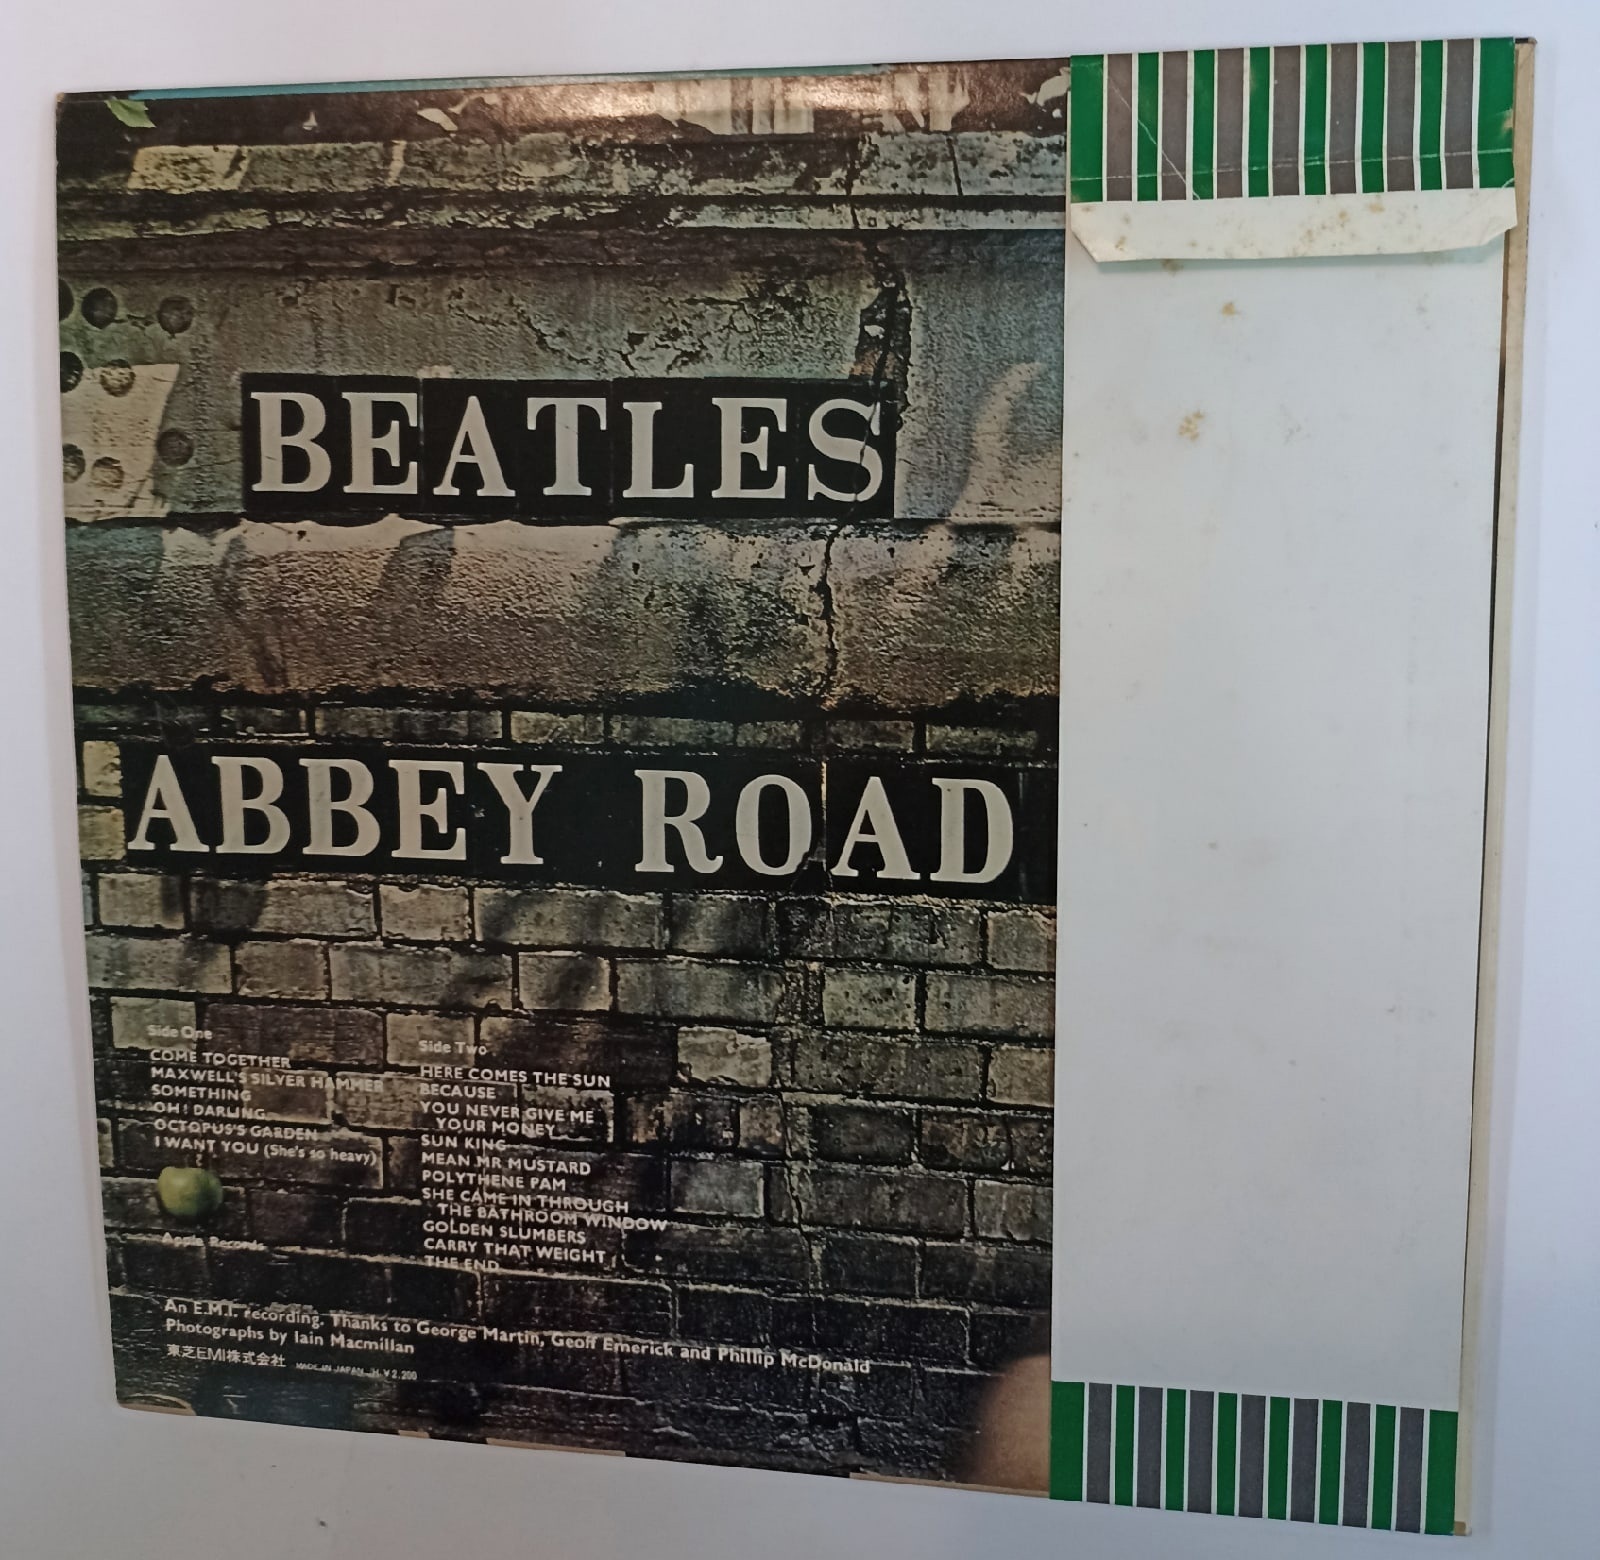 BEATLES
ABBEY ROAD
Side One
COME TOGETHER
MAXWELL'S SILVER HAMMER
SOMETHING
OH! DARLING
OCTOPUS'S GARDEN
I WANT YOU (She's so heavy)
Apple Records
Side Two
HERE COMES THE SUN
BECAUSE
YOU NEVER GIVE ME
YOUR MONEY
SUN KING
MEAN MR MUSTARD
POLYTHENE PAM
SHE CAME IN THROUGH
THE BATHROOM WINDOW
GOLDEN SLUMBERS
CARRY THAT WEIGHT
THE END
An E.M.I. recording. Thanks to George Martin, Geoff Emerick and Phillip McDonald
Photographs by Iain Macmillan
東芝EMI株式会社 MADE IN JAPAN ¥2,200